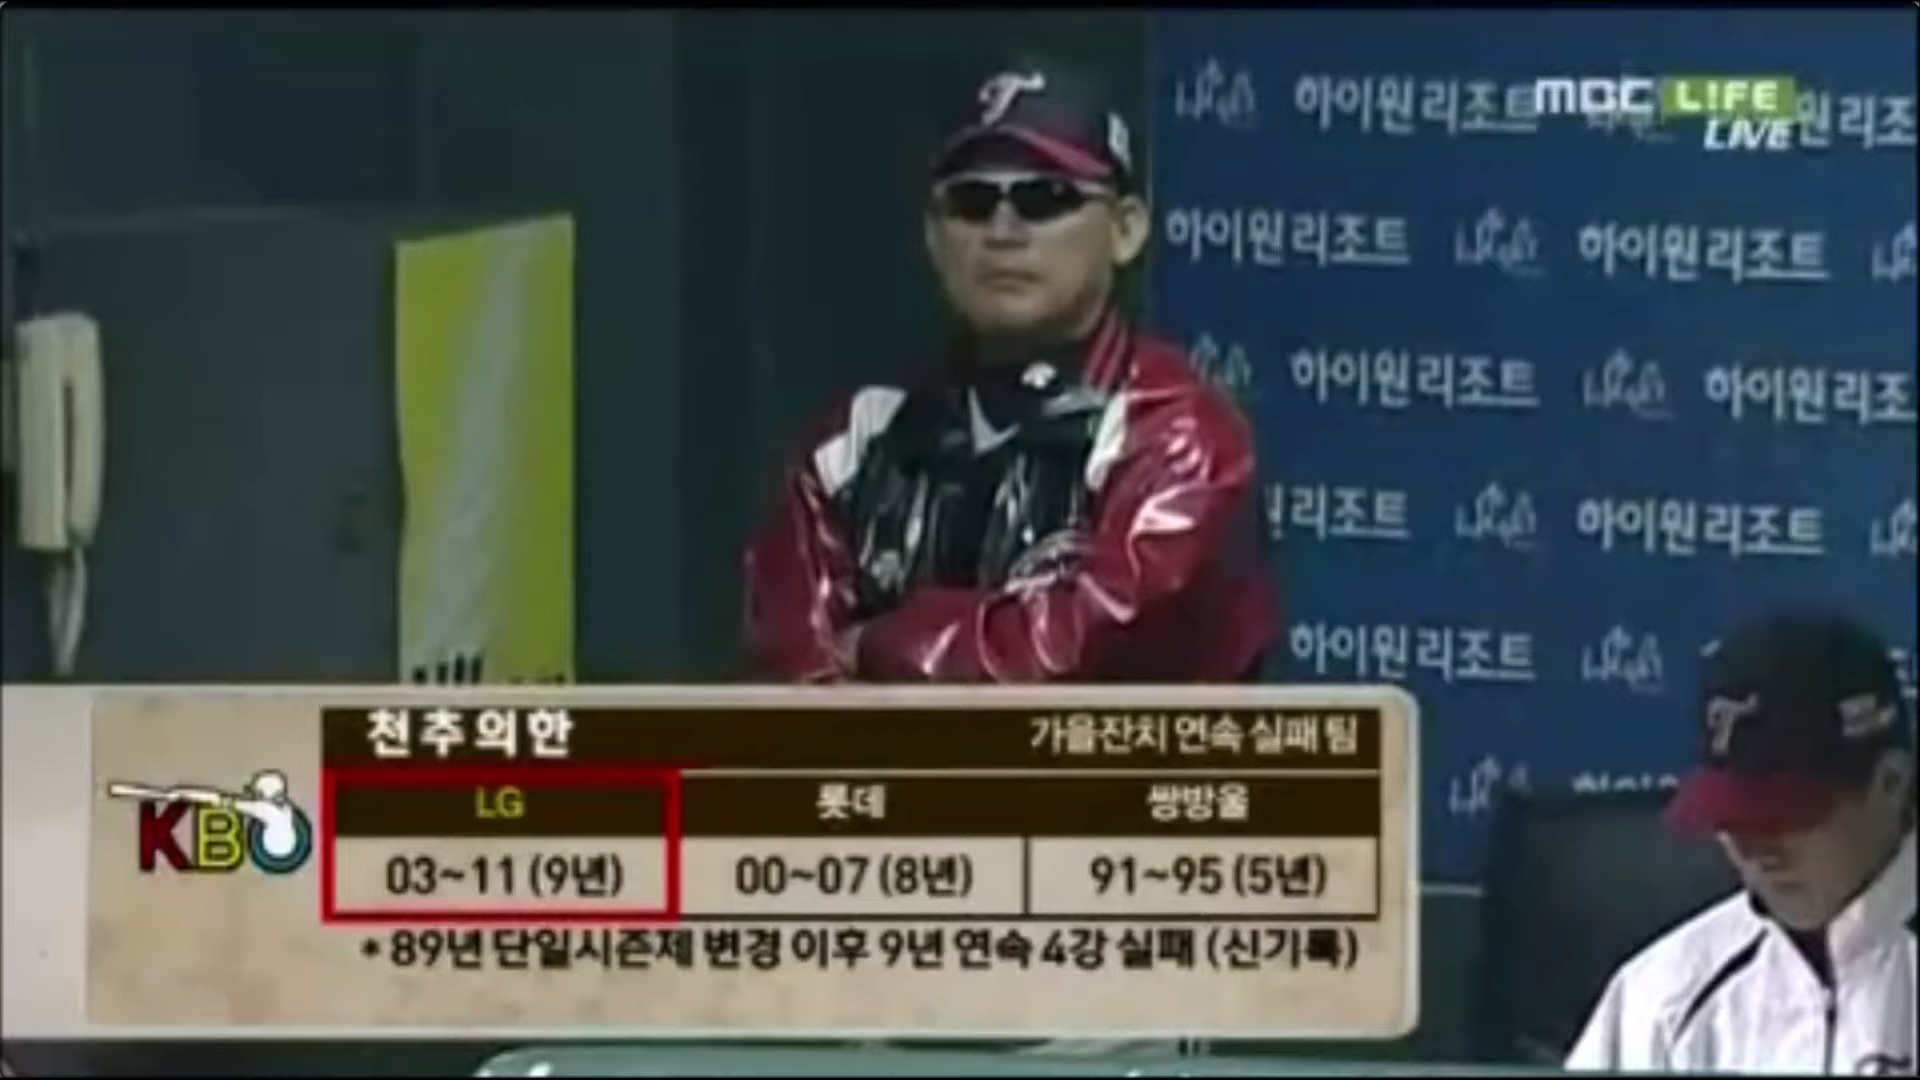 하이원리조트 MBC L!FE 원리조
LIVE
하이원리조트 하이원리조트
하이원리조트 하이원리조
원리조트 하이원리조트
하이원리조트
천추의한 가을잔치 연속 실패 팀
KBO
LG 롯데 쌍방울
03~11 (9년) 00~07 (8년) 91~95 (5년)
* 89년 단일시즌제 변경 이후 9년 연속 4강 실패 (신기록)